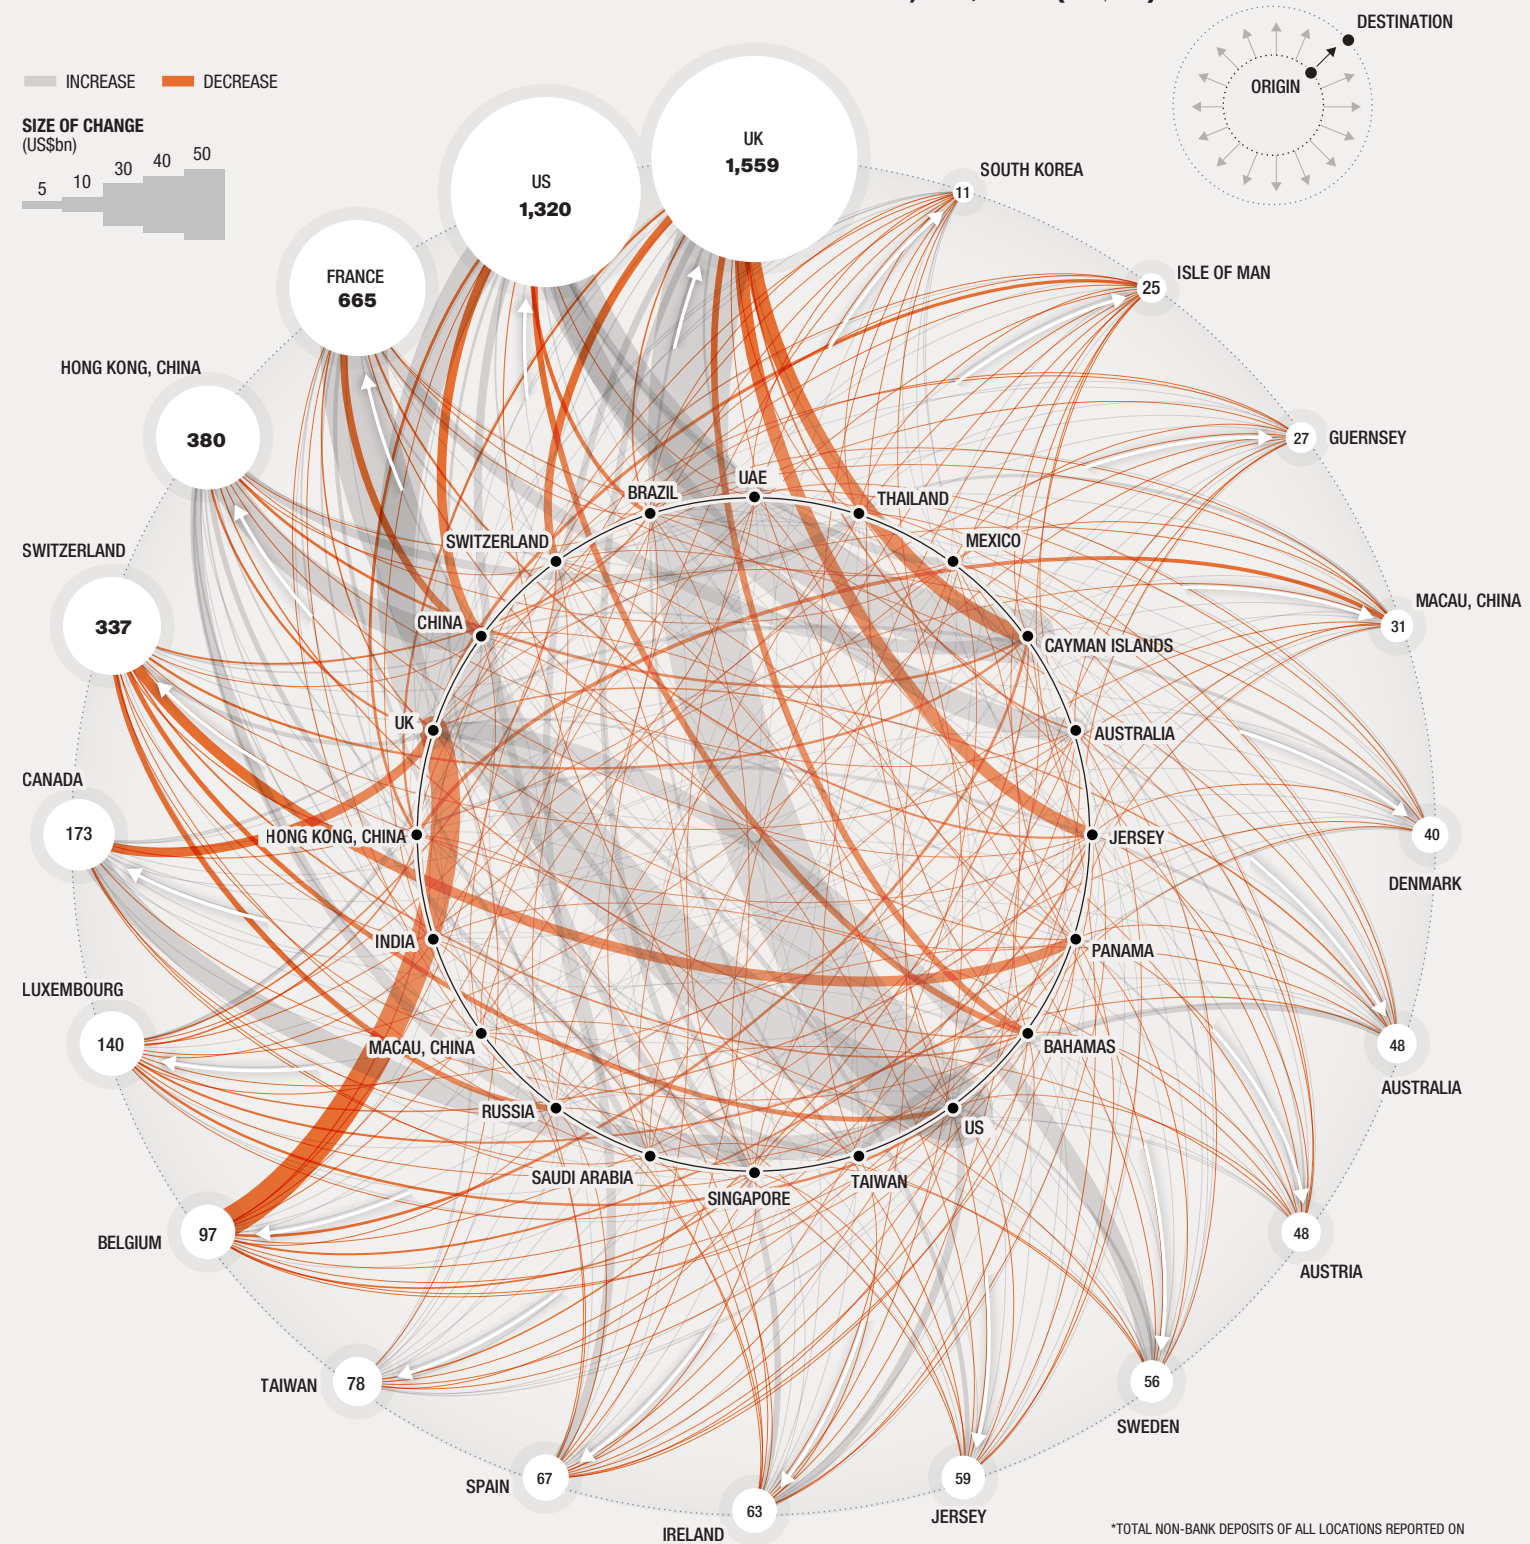 DESTINATION
ORIGIN
INCREASE
DECREASE
SIZE OF CHANGE
(US$bn)
5
10
30
40
50
UK
1,559
US
1,320
FRANCE
665
HONG KONG, CHINA
380
SWITZERLAND
337
CANADA
173
LUXEMBOURG
140
BELGIUM
97
TAIWAN
78
SPAIN
67
IRELAND
63
JERSEY
59
SWEDEN
56
AUSTRIA
48
AUSTRALIA
48
DENMARK
40
MACAU, CHINA
31
GUERNSEY
27
ISLE OF MAN
25
SOUTH KOREA
11
UAE
THAILAND
MEXICO
CAYMAN ISLANDS
AUSTRALIA
JERSEY
PANAMA
BAHAMAS
US
TAIWAN
SINGAPORE
SAUDI ARABIA
RUSSIA
MACAU, CHINA
INDIA
HONG KONG, CHINA
UK
CHINA
SWITZERLAND
BRAZIL
*TOTAL NON-BANK DEPOSITS OF ALL LOCATIONS REPORTED ON